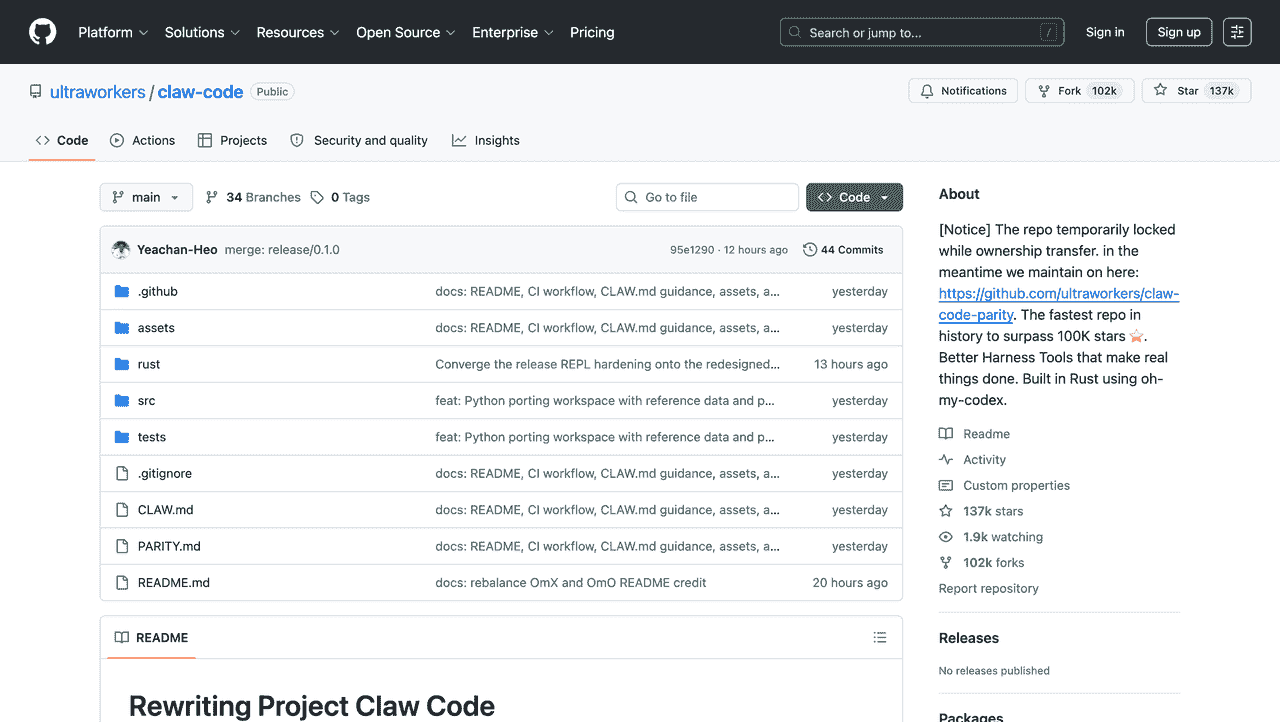 Platform Solutions Resources Open Source Enterprise Pricing Search or jump to... / Sign in Sign up
ultraworkers / claw-code Public Notifications Fork 102k Star 137k
Code Actions Projects Security and quality Insights
main 34 Branches 0 Tags Go to file Code
Yeachan-Heo merge: release/0.1.0 95e1290 · 12 hours ago 44 Commits
.github docs: README, CI workflow, CLAW.md guidance, assets, a... yesterday
assets docs: README, CI workflow, CLAW.md guidance, assets, a... yesterday
rust Converge the release REPL hardening onto the redesigned... 13 hours ago
src feat: Python porting workspace with reference data and p... yesterday
tests feat: Python porting workspace with reference data and p... yesterday
.gitignore docs: README, CI workflow, CLAW.md guidance, assets, a... yesterday
CLAW.md docs: README, CI workflow, CLAW.md guidance, assets, a... yesterday
PARITY.md docs: README, CI workflow, CLAW.md guidance, assets, a... yesterday
README.md docs: rebalance OmX and OmO README credit 20 hours ago
README
Rewriting Project Claw Code
About
[Notice] The repo temporarily locked
while ownership transfer. in the
meantime we maintain on here:
https://github.com/ultraworkers/claw-
code-parity. The fastest repo in
history to surpass 100K stars ⭐.
Better Harness Tools that make real
things done. Built in Rust using oh-
my-codex.
Readme
Activity
Custom properties
137k stars
1.9k watching
102k forks
Report repository
Releases
No releases published
Packages